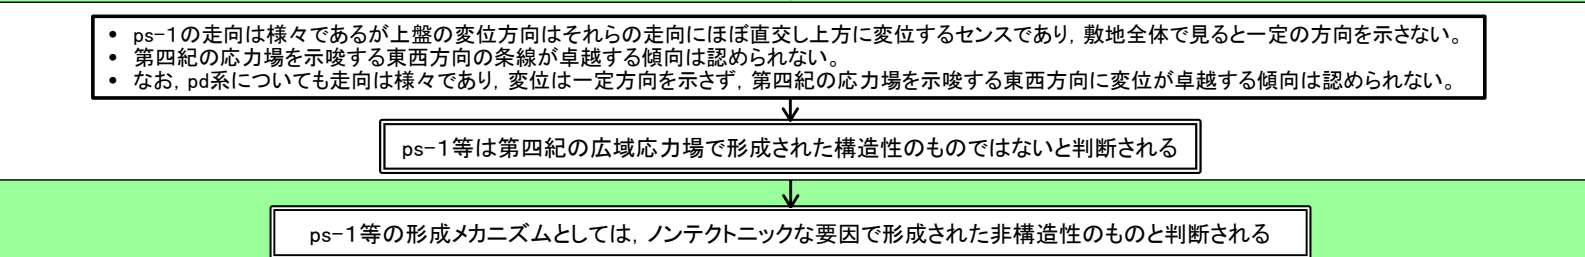 • ps-1の走向は様々であるが上盤の変位方向はそれらの走向にほぼ直交し上方に変位するセンスであり，敷地全体で見ると一定の方向を示さない。
• 第四紀の応力場を示唆する東西方向の条線が卓越する傾向は認められない。
• なお，pd系についても走向は様々であり，変位は一定方向を示さず，第四紀の応力場を示唆する東西方向に変位が卓越する傾向は認められない。
ps-1等は第四紀の広域応力場で形成された構造性のものではないと判断される
ps-1等の形成メカニズムとしては，ノンテクトニックな要因で形成された非構造性のものと判断される